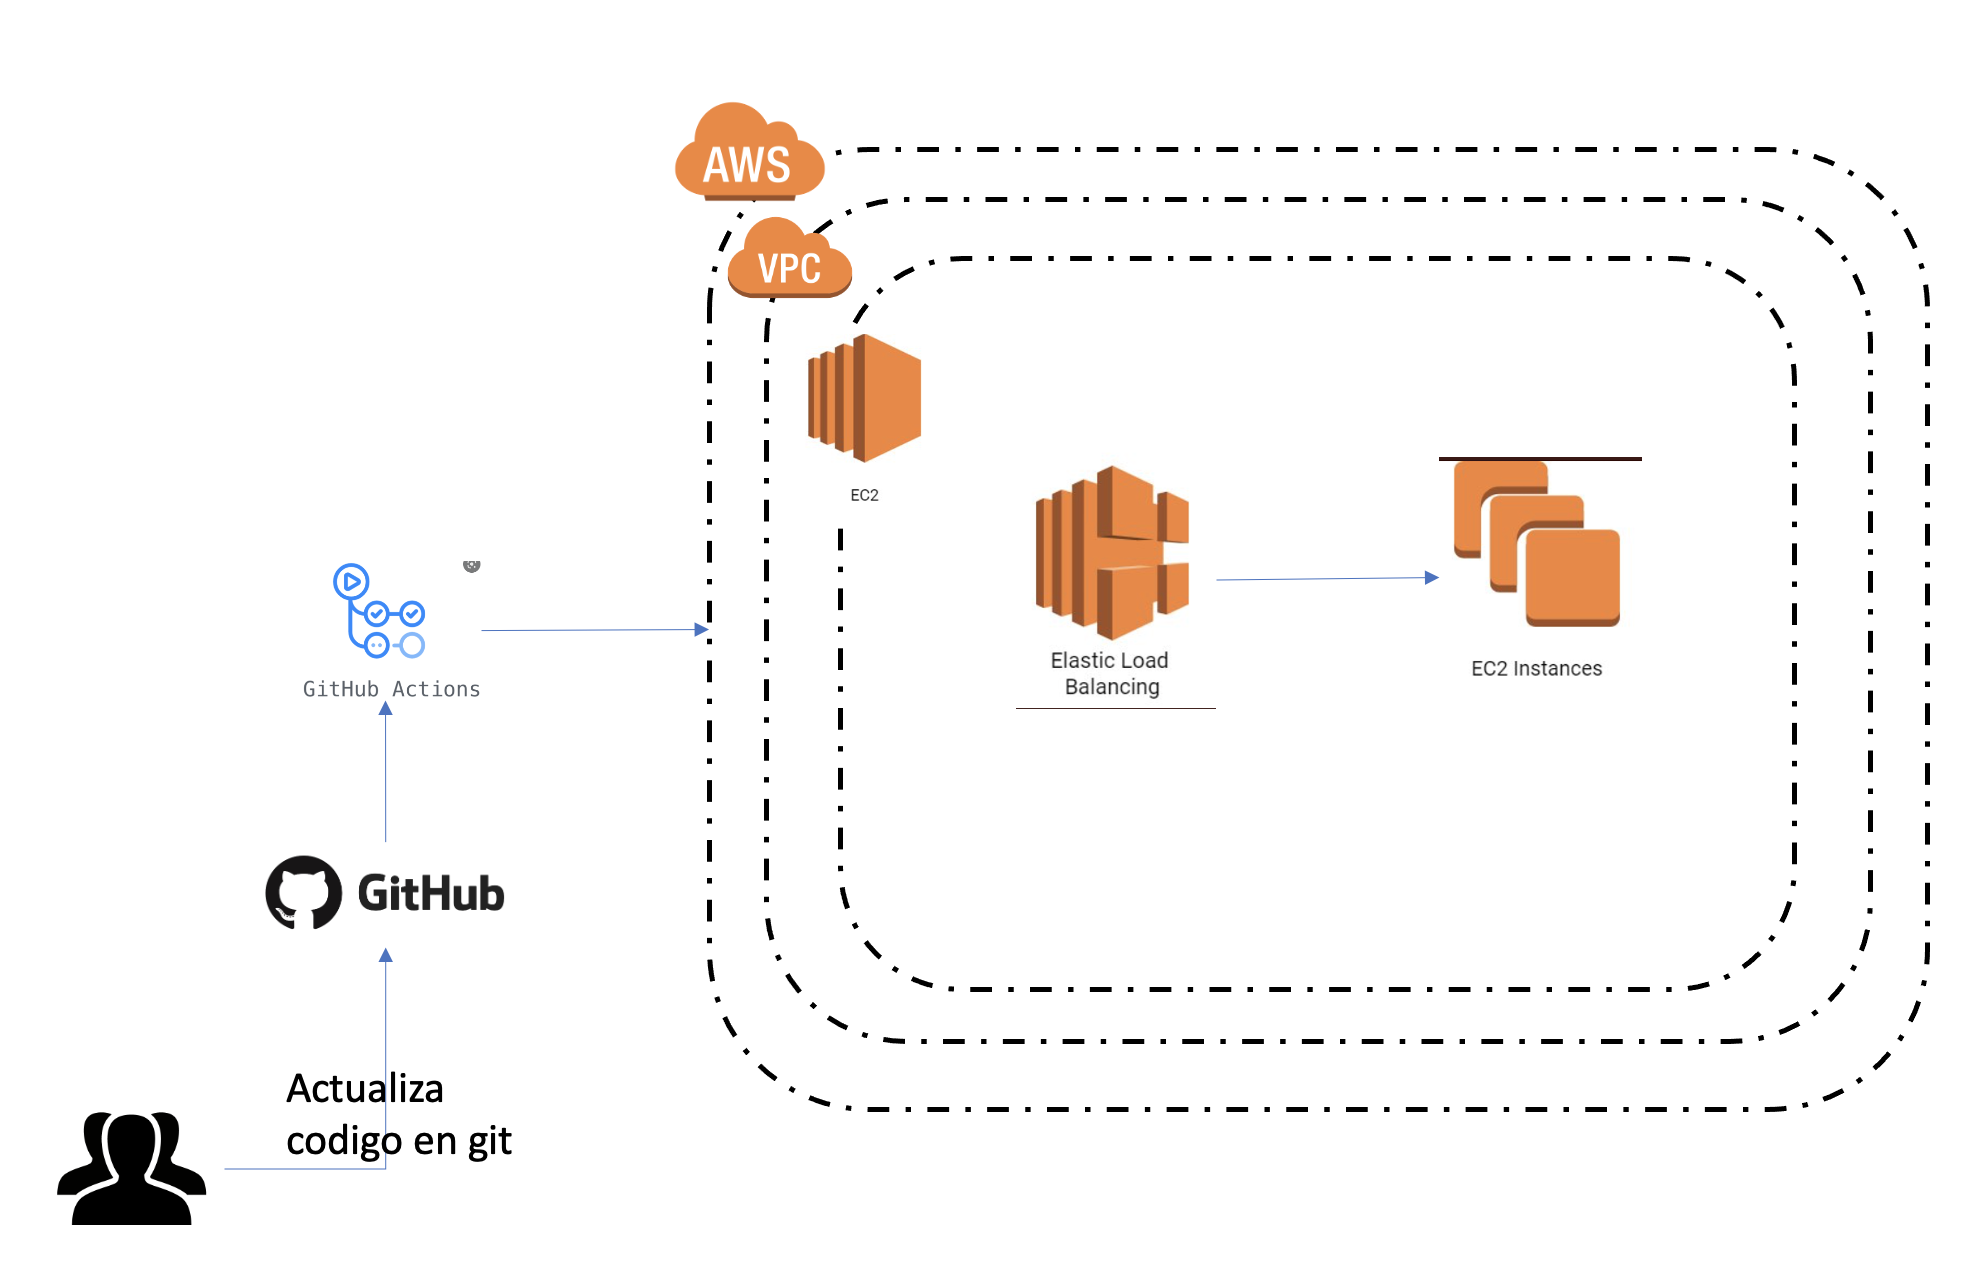 AWS
VPC
EC2
Elastic Load
Balancing
EC2 Instances
GitHub Actions
GitHub
Actualiza
codigo en git